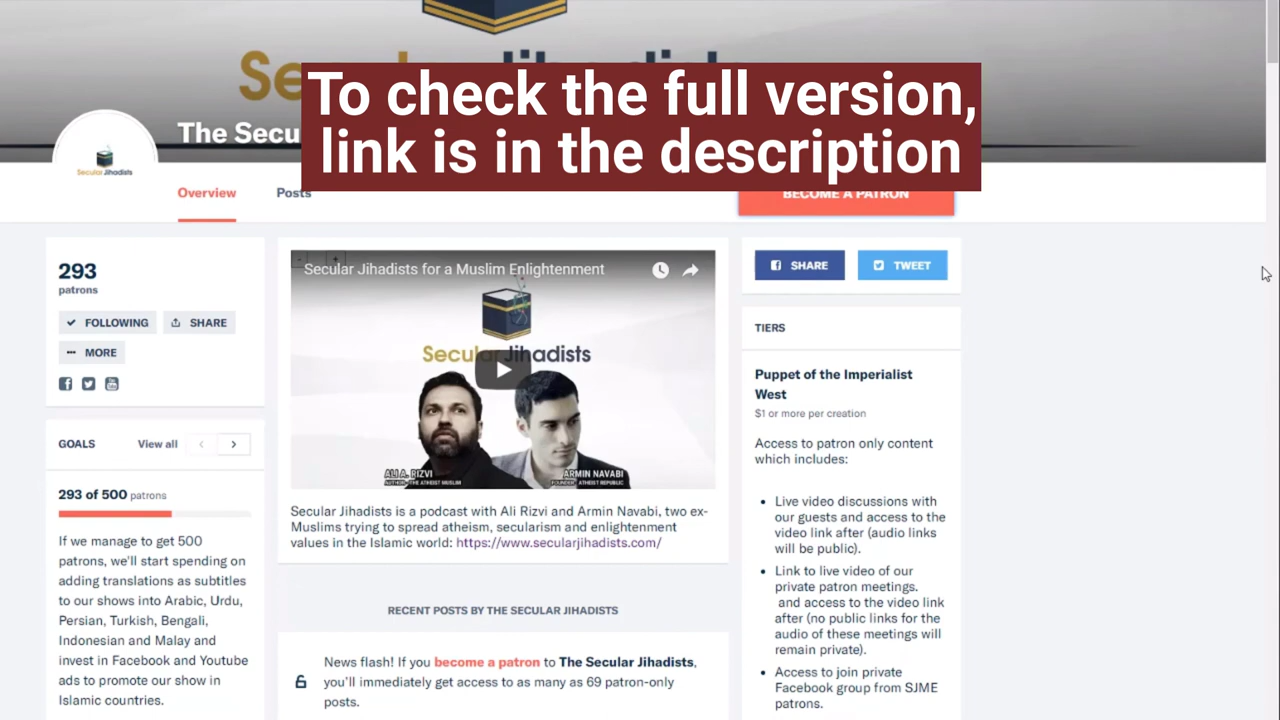 To check the full version,
link is in the description
The Secu
Secular Jihadists
Overview
Posts
BECOME A PATRON
293
patrons
FOLLOWING
SHARE
MORE
GOALS
View all
293 of 500 patrons
If we manage to get 500
patrons, we'll start spending on
adding translations as subtitles
to our shows into Arabic, Urdu,
Persian, Turkish, Bengali,
Indonesian and Malay and
invest in Facebook and Youtube
ads to promote our show in
Islamic countries.
Secular Jihadists for a Muslim Enlightenment
Secular Jihadists
ALI A. RIZVI
AUTHOR - THE ATHEIST MUSLIM
ARMIN NAVABI
FOUNDER - ATHEIST REPUBLIC
Secular Jihadists is a podcast with Ali Rizvi and Armin Navabi, two ex-
Muslims trying to spread atheism, secularism and enlightenment
values in the Islamic world: https://www.secularjihadists.com/
RECENT POSTS BY THE SECULAR JIHADISTS
News flash! If you become a patron to The Secular Jihadists,
you'll immediately get access to as many as 69 patron-only
posts.
SHARE
TWEET
TIERS
Puppet of the Imperialist
West
$1 or more per creation
Access to patron only content
which includes:
• Live video discussions with
our guests and access to the
video link after (audio links
will be public).
• Link to live video of our
private patron meetings.
and access to the video link
after (no public links for the
audio of these meetings will
remain private).
• Access to join private
Facebook group from SJME
patrons.